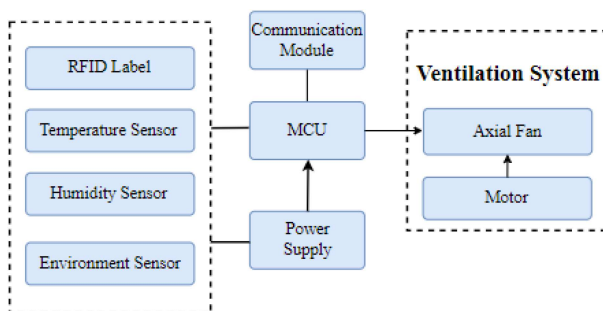 RFID Label
Temperature Sensor
Humidity Sensor
Environment Sensor
Communication
Module
MCU
Power
Supply
Ventilation System
Axial Fan
Motor